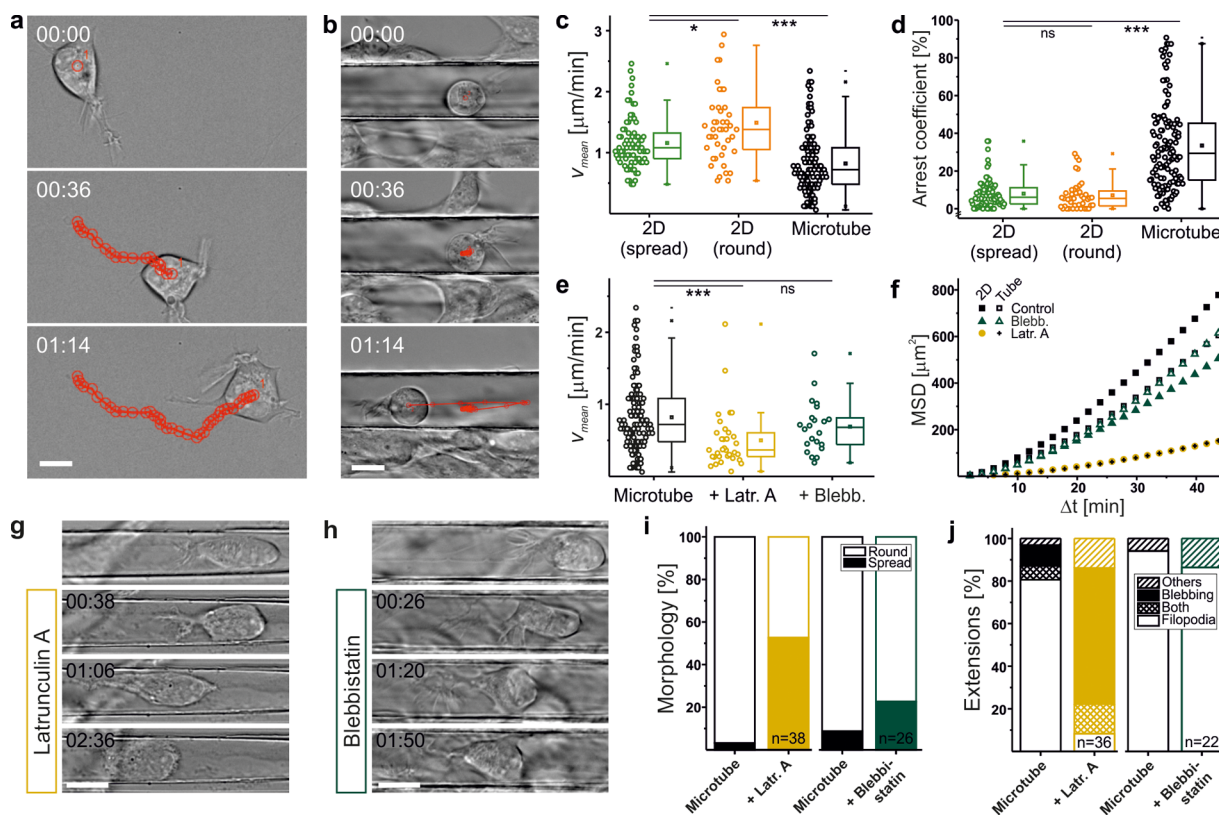 a
00:00
1
00:36
01:14
b
00:00
00:36
01:14
c
*
***
v_mean [μm/min]
3
2
1
2D
(spread)
2D
(round)
Microtube
d
ns
***
Arrest coefficient [%]
100
80
60
40
20
0
2D
(spread)
2D
(round)
Microtube
e
***
ns
v_mean [μm/min]
2
1
0
Microtube
+ Latr. A
+ Blebb.
f
2D
Tube
Control
Blebb.
Latr. A
MSD [μm²]
800
600
400
200
10
20
30
40
Δt [min]
g
Latrunculin A
00:38
01:06
02:36
h
Blebbistatin
00:26
01:20
01:50
i
Morphology [%]
100
80
60
40
20
Round
Spread
n=38
n=26
Microtube
+ Latr. A
Microtube
+ Blebbi-
statin
j
Extensions [%]
100
80
60
40
20
Others
Blebbing
Both
Filopodia
n=36
n=22
Microtube
+ Latr. A
Microtube
+ Blebbi-
statin